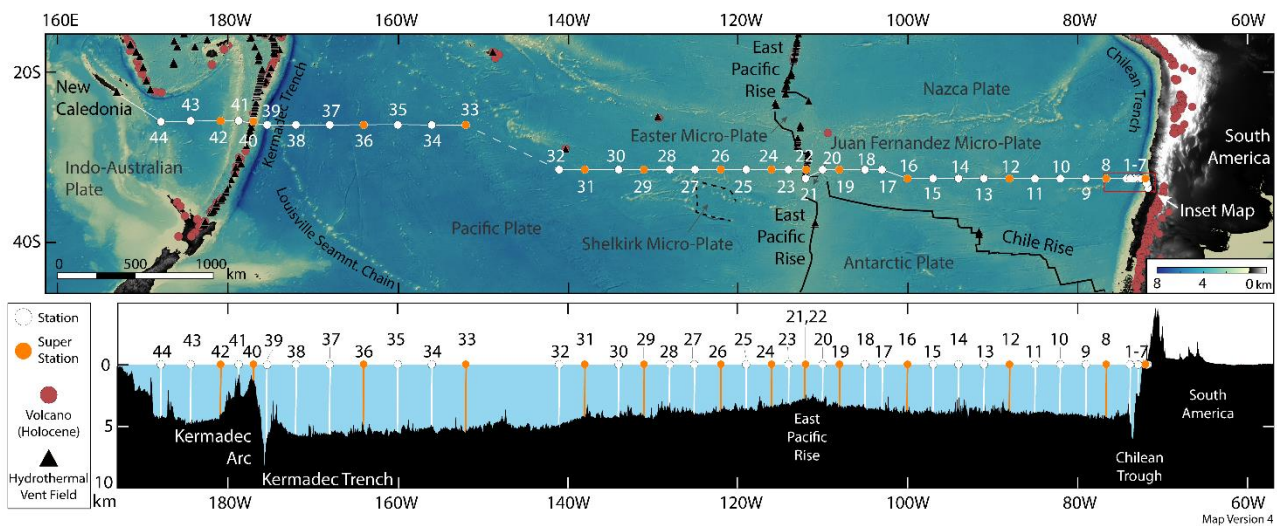 160E 180W 160W 140W 120W 100W 80W 60W
20S
40S
New
Caledonia
Indo-Australian
Plate
Kermadec Trench
Louisville Seamnt. Chain
Pacific Plate
Easter Micro-Plate
Shelkirk Micro-Plate
East
Pacific
Rise
East
Pacific
Rise
Nazca Plate
Juan Fernandez Micro-Plate
Antarctic Plate
Chile Rise
Chilean Trench
South
America
Inset Map
43 41 39 37 35 33
44 42 40 38 36 34
32 30 28 26 24 22 20 18 16 14 12 10 8 1-7
31 29 27 25 23 21 19 17 15 13 11 9
0 500 1000
km
8 4 0 km
Station
Super
Station
Volcano
(Holocene)
Hydrothermal
Vent Field
21,22
44 43 42 41 40 39 38 37 36 35 34 33 32 31 30 29 28 27 26 25 24 23 20 19 18 17 16 15 14 13 12 11 10 9 8 1-7
0
5
10
km
Kermadec
Arc
Kermadec Trench
East
Pacific
Rise
Chilean
Trough
South
America
180W 160W 140W 120W 100W 80W 60W
Map Version 4